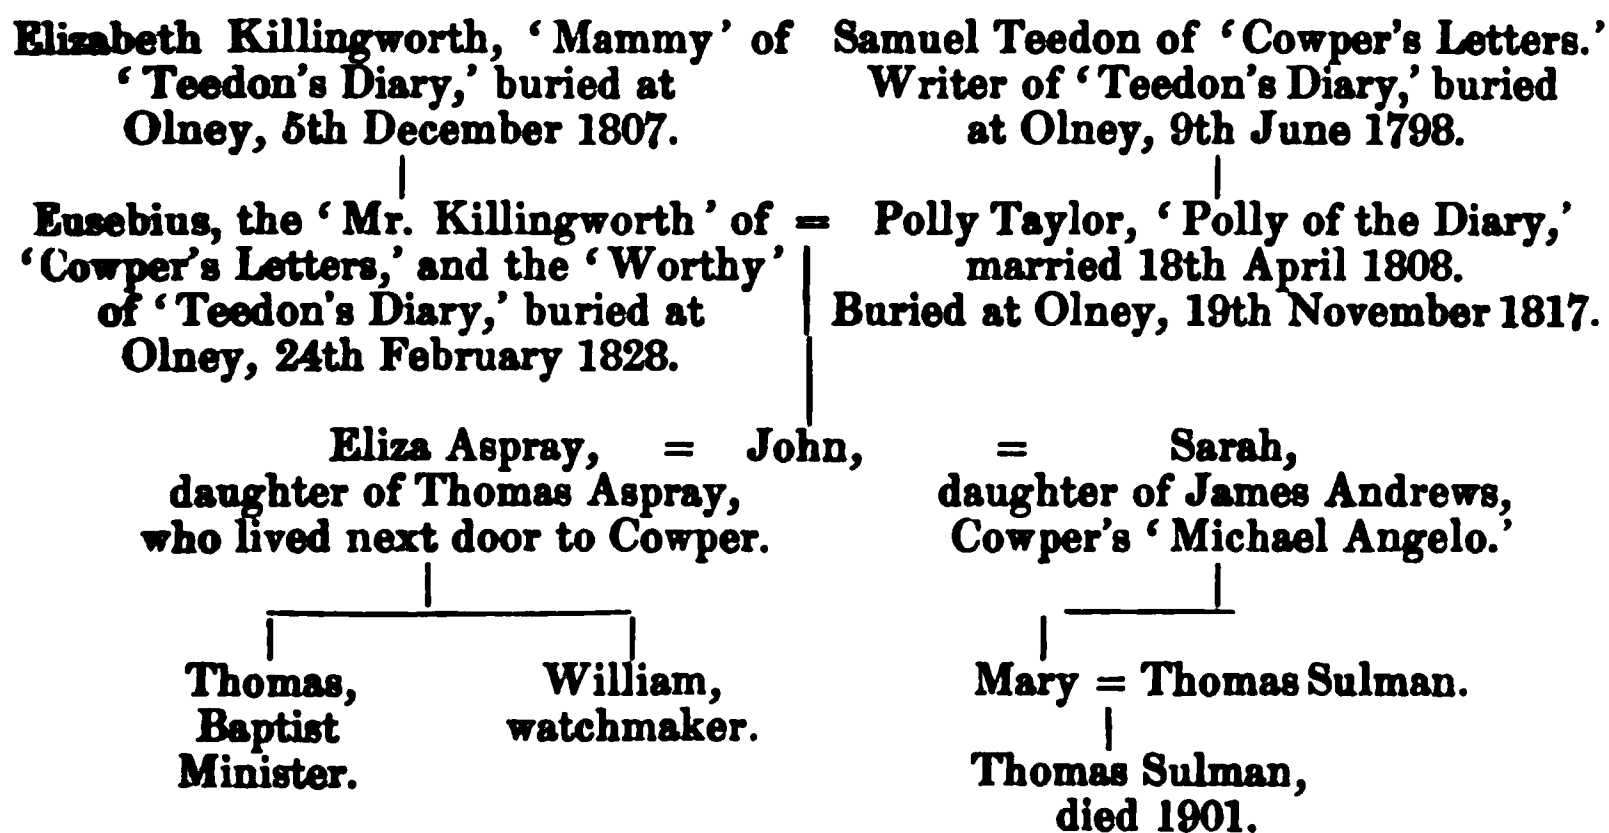 Elizabeth Killingworth, ‘Mammy’ of
‘Teedon's Diary,’ buried at
Olney, 5th December 1807.
Samuel Teedon of ‘Cowper's Letters.’
Writer of ‘Teedon's Diary,’ buried
at Olney, 9th June 1798.
Eusebius, the ‘Mr. Killingworth’ of
‘Cowper's Letters,’ and the ‘Worthy’
of ‘Teedon's Diary,’ buried at
Olney, 24th February 1828.
=
Polly Taylor, ‘Polly of the Diary,’
married 18th April 1808.
Buried at Olney, 19th November 1817.
Eliza Aspray, = John, = Sarah,
daughter of Thomas Aspray,
who lived next door to Cowper.
daughter of James Andrews,
Cowper's ‘Michael Angelo.’
Thomas,
Baptist
Minister.
William,
watchmaker.
Mary = Thomas Sulman.
Thomas Sulman,
died 1901.